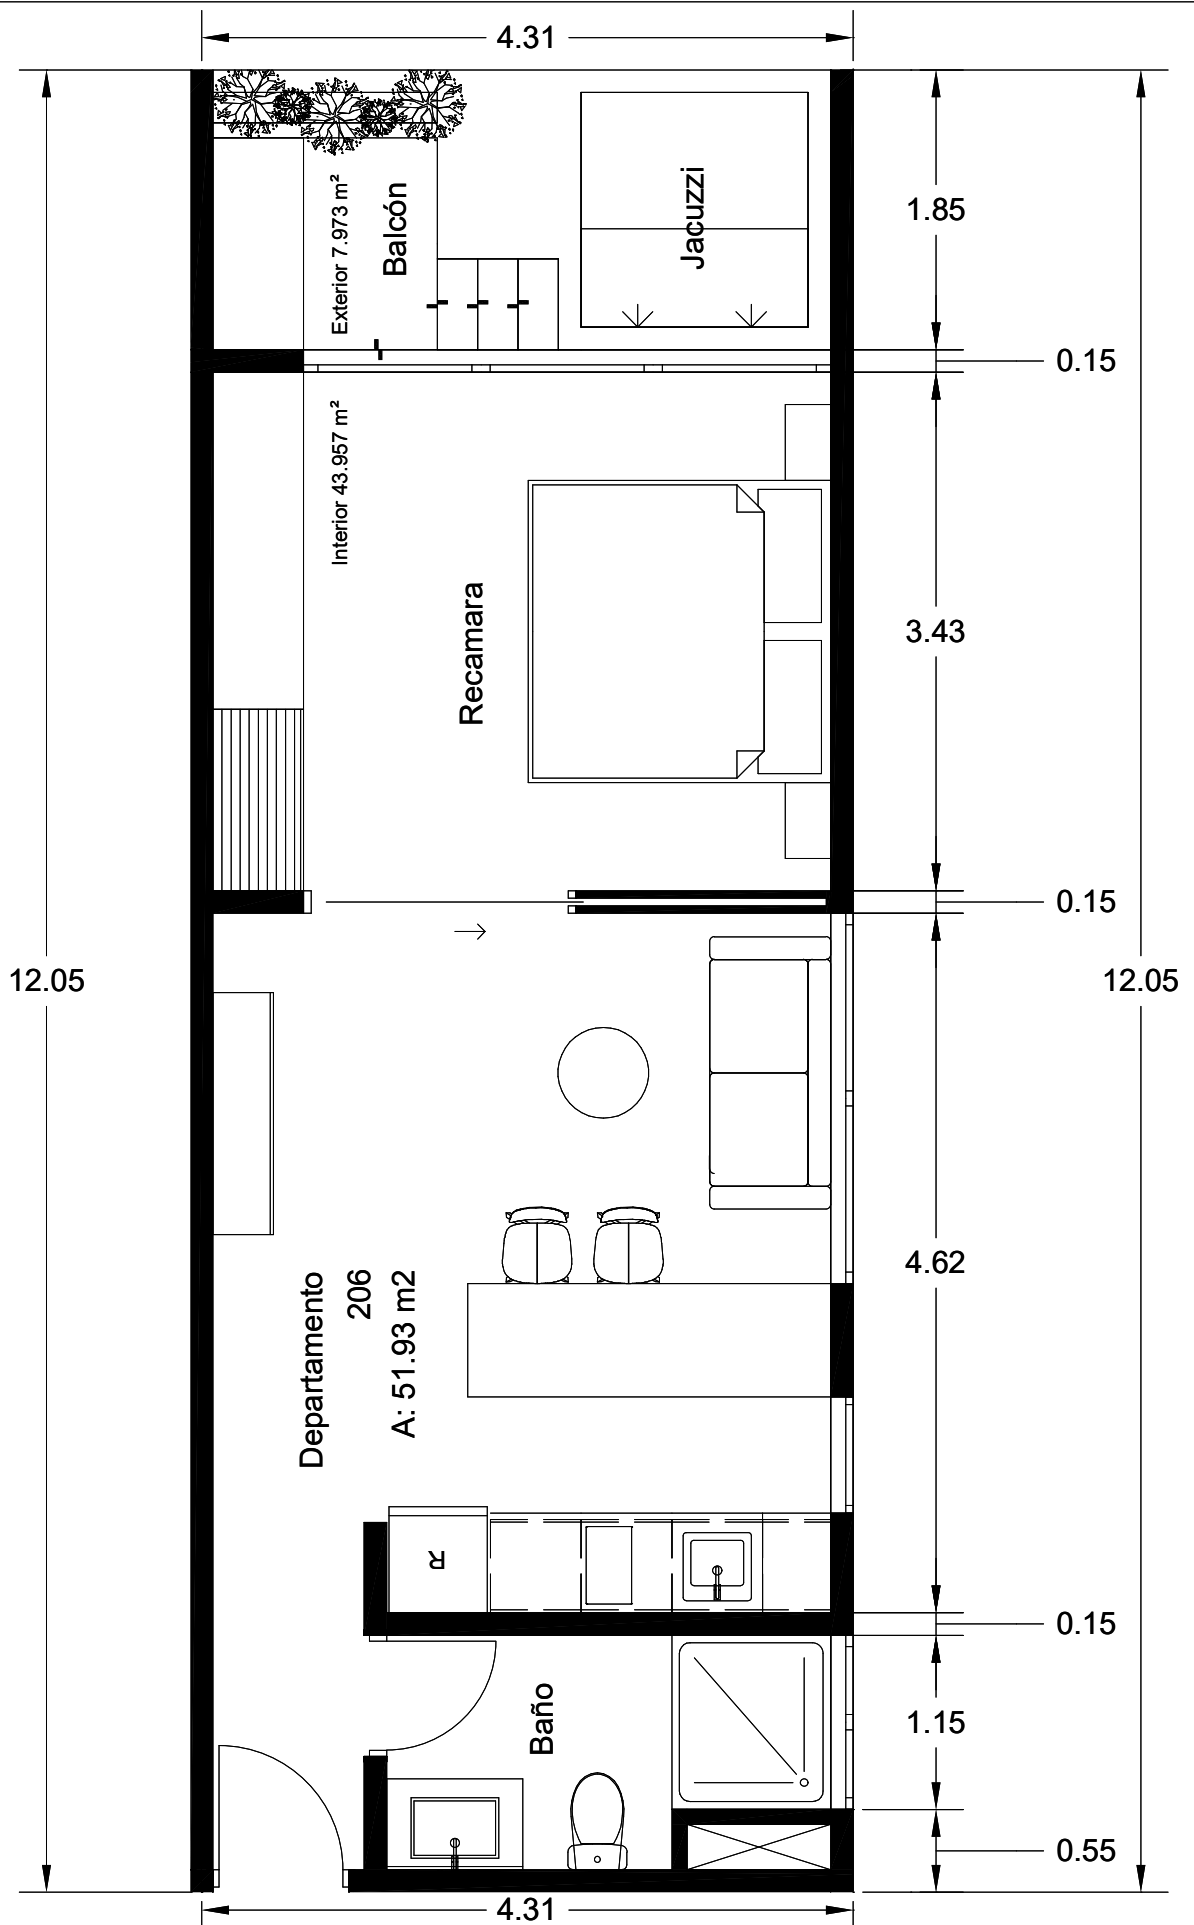 4.31
1.85
Exterior 7.973 m²
Balcón
Jacuzzi
0.15
Interior 43.957 m²
Recamara
3.43
0.15
12.05
12.05
4.62
Departamento
206
A: 51.93 m2
R
0.15
Baño
1.15
0.55
4.31